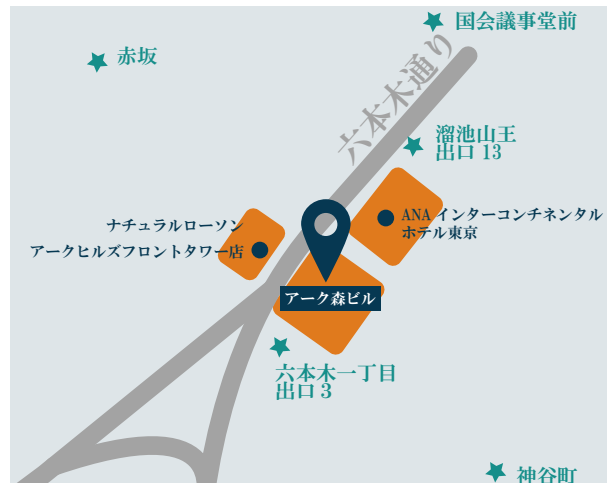 国会議事堂前
赤坂
六本木通り
溜池山王
出口 13
ANA インターコンチネンタル
ホテル東京
ナチュラルローソン
アークヒルズフロントタワー店
アーク森ビル
六本木一丁目
出口 3
神谷町